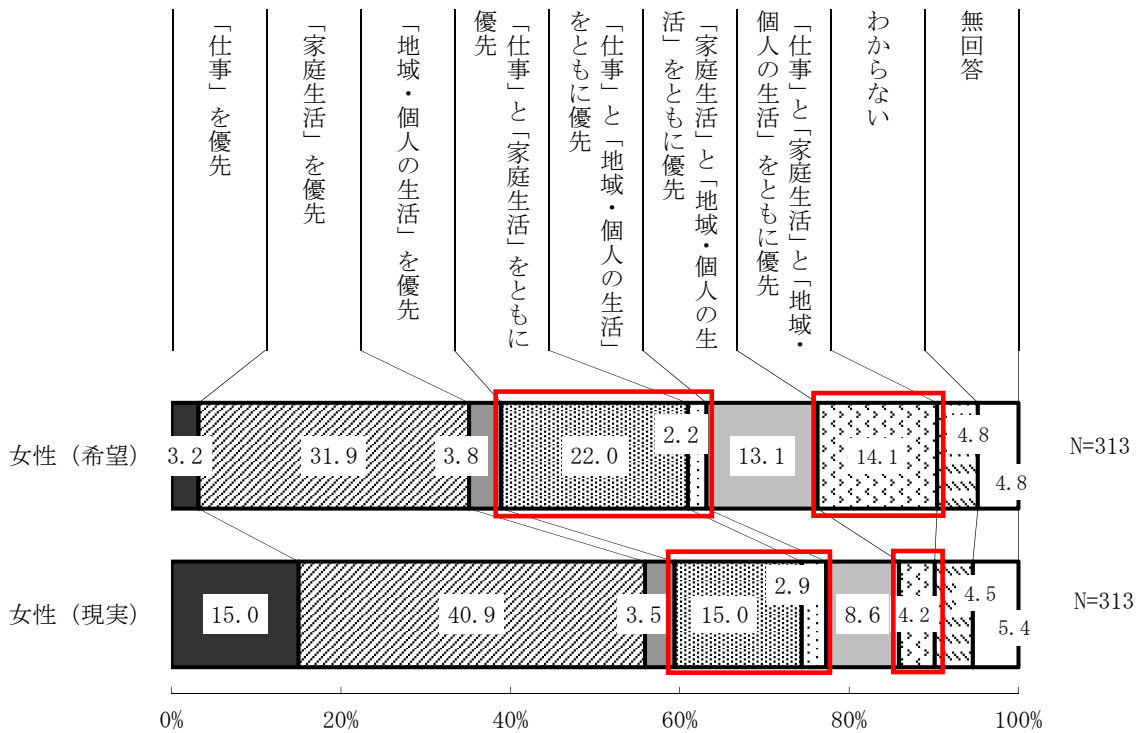 「仕事」を優先
「家庭生活」を優先
「地域・個人の生活」を優先
「仕事」と「家庭生活」をともに
優先
「仕事」と「地域・個人の生活」
をともに優先
「家庭生活」と「地域・個人の生
活」をともに優先
「仕事」と「家庭生活」と「地域・
個人の生活」をともに優先
わからない
無回答
女性（希望）
3.2
31.9
3.8
22.0
2.2
13.1
14.1
4.8
4.8
N=313
女性（現実）
15.0
40.9
3.5
15.0
2.9
8.6
4.2
4.5
5.4
N=313
0%
20%
40%
60%
80%
100%